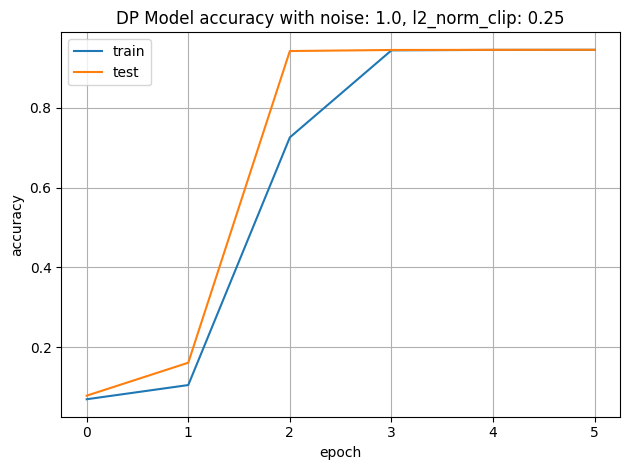 DP Model accuracy with noise: 1.0, l2_norm_clip: 0.25
train
test
accuracy
0.8
0.6
0.4
0.2
0 1 2 3 4 5
epoch